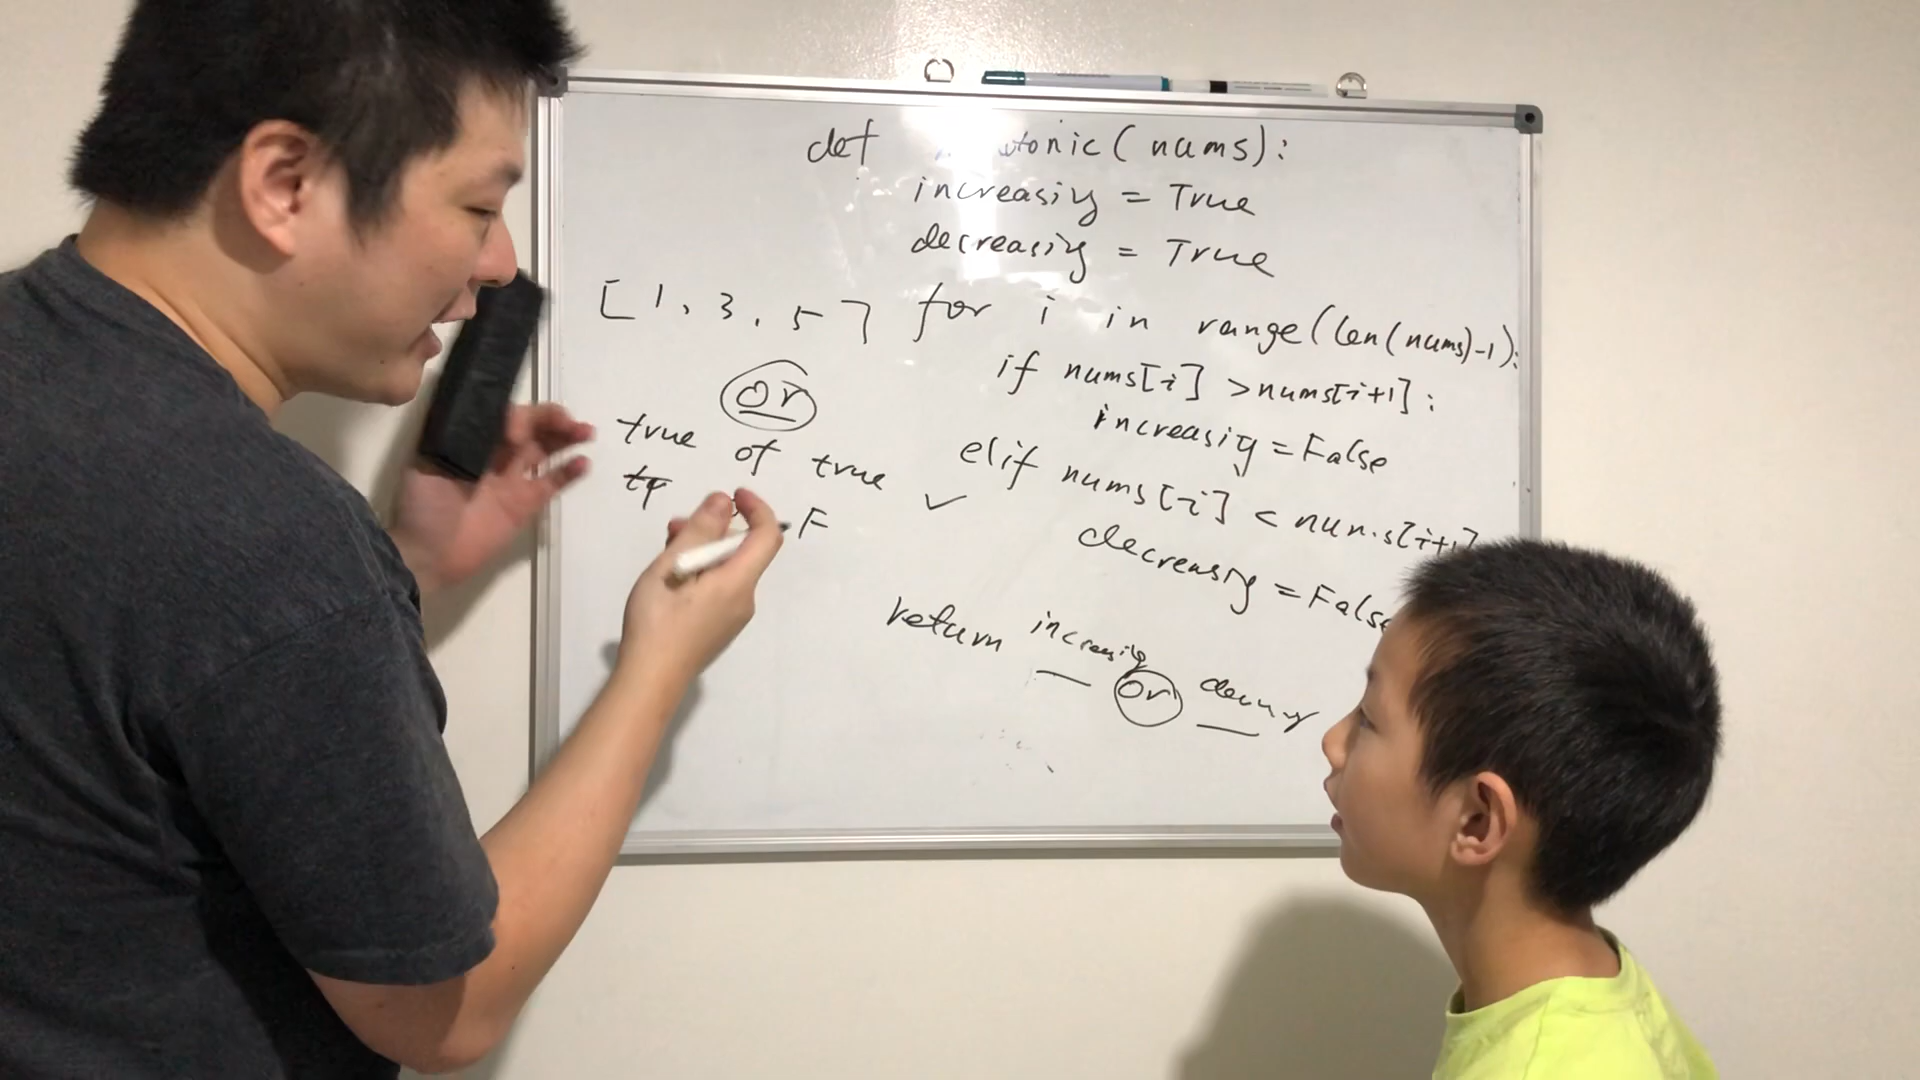 def tonic(nums):
increasing = True
decreasing = True
[1, 3, 5]
for i in range(len(nums)-1):
if nums[i] > nums[i+1]:
increasing = False
elif nums[i] < nums[i+1]
decreasing = False
return increasing or
or
true of true ✓
F